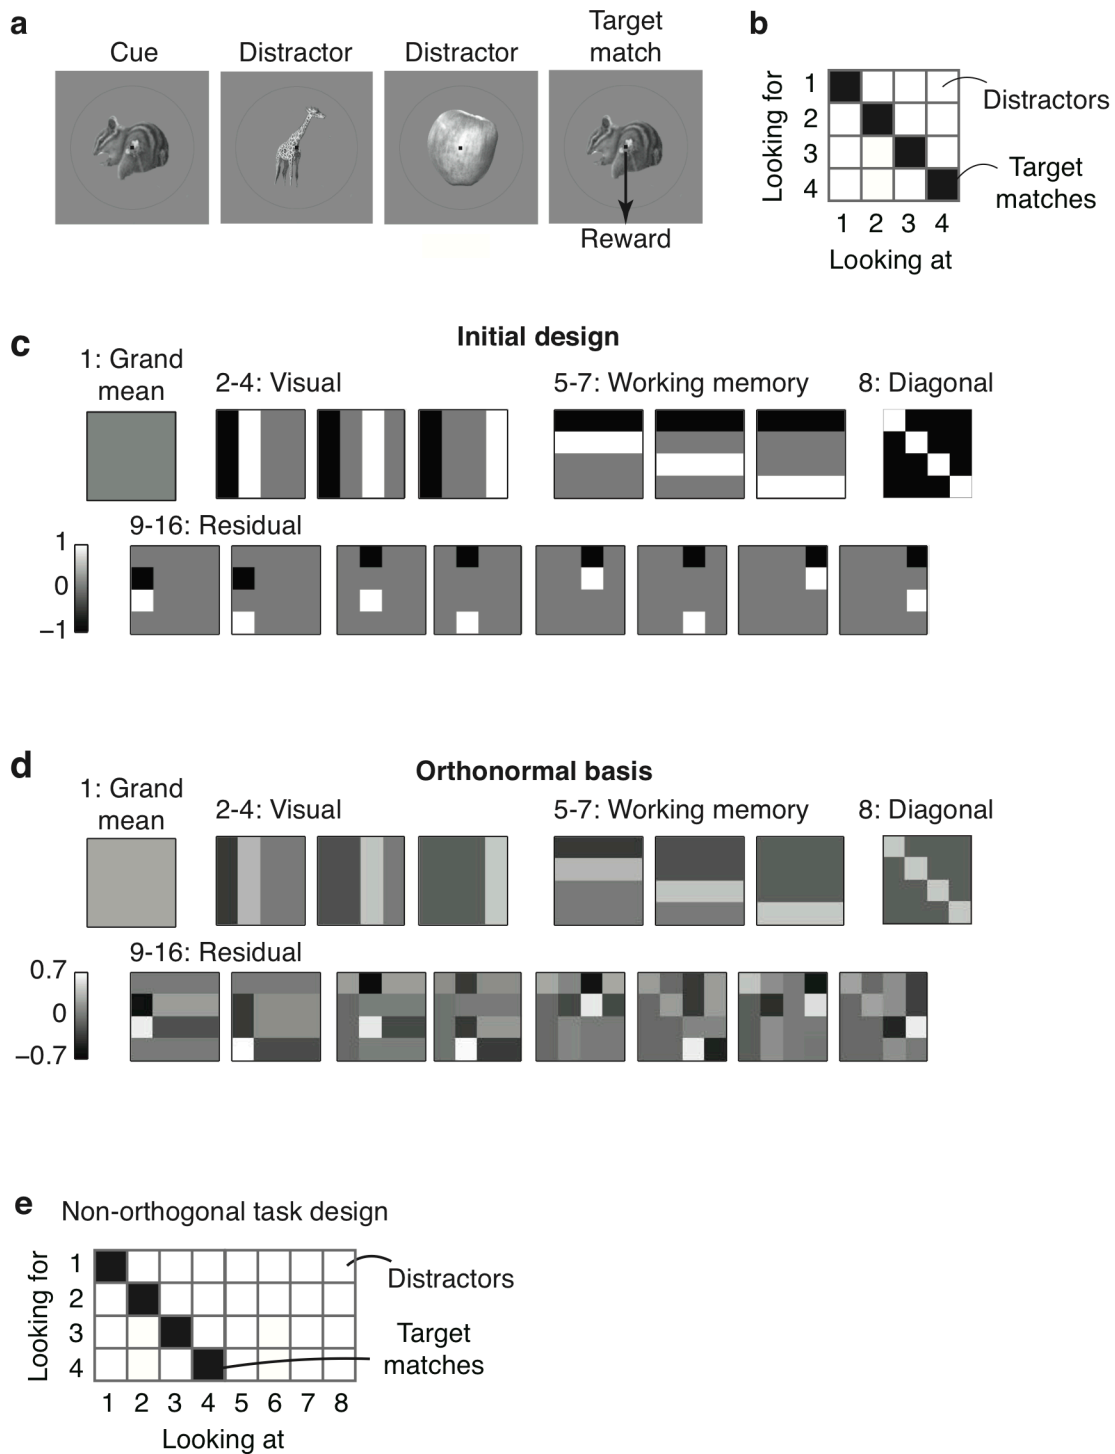 a
Cue
Distractor
Distractor
Target
match
Reward
b
Looking for
1
2
3
4
1 2 3 4
Looking at
Distractors
Target
matches
c
Initial design
1: Grand
mean
2-4: Visual
5-7: Working memory
8: Diagonal
9-16: Residual
1
0
−1
d
Orthonormal basis
1: Grand
mean
2-4: Visual
5-7: Working memory
8: Diagonal
9-16: Residual
0.7
0
−0.7
e
Non-orthogonal task design
Looking for
1
2
3
4
1 2 3 4 5 6 7 8
Looking at
Distractors
Target
matches